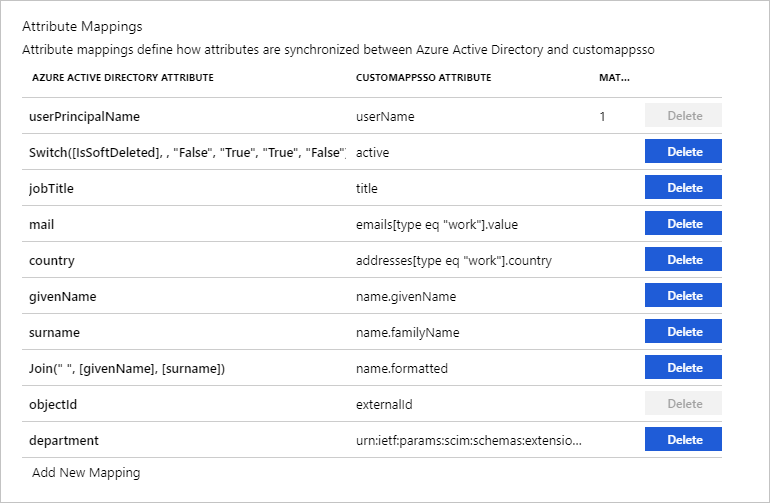 Attribute Mappings
Attribute mappings define how attributes are synchronized between Azure Active Directory and customappsso
AZURE ACTIVE DIRECTORY ATTRIBUTE CUSTOMAPPSSO ATTRIBUTE MAT...
userPrincipalName userName 1 Delete
Switch([IsSoftDeleted], , "False", "True", "True", "False") active Delete
jobTitle title Delete
mail emails[type eq "work"].value Delete
country addresses[type eq "work"].country Delete
givenName name.givenName Delete
surname name.familyName Delete
Join(" ", [givenName], [surname]) name.formatted Delete
objectId externalId Delete
department urn:ietf:params:scim:schemas:extensio... Delete
Add New Mapping